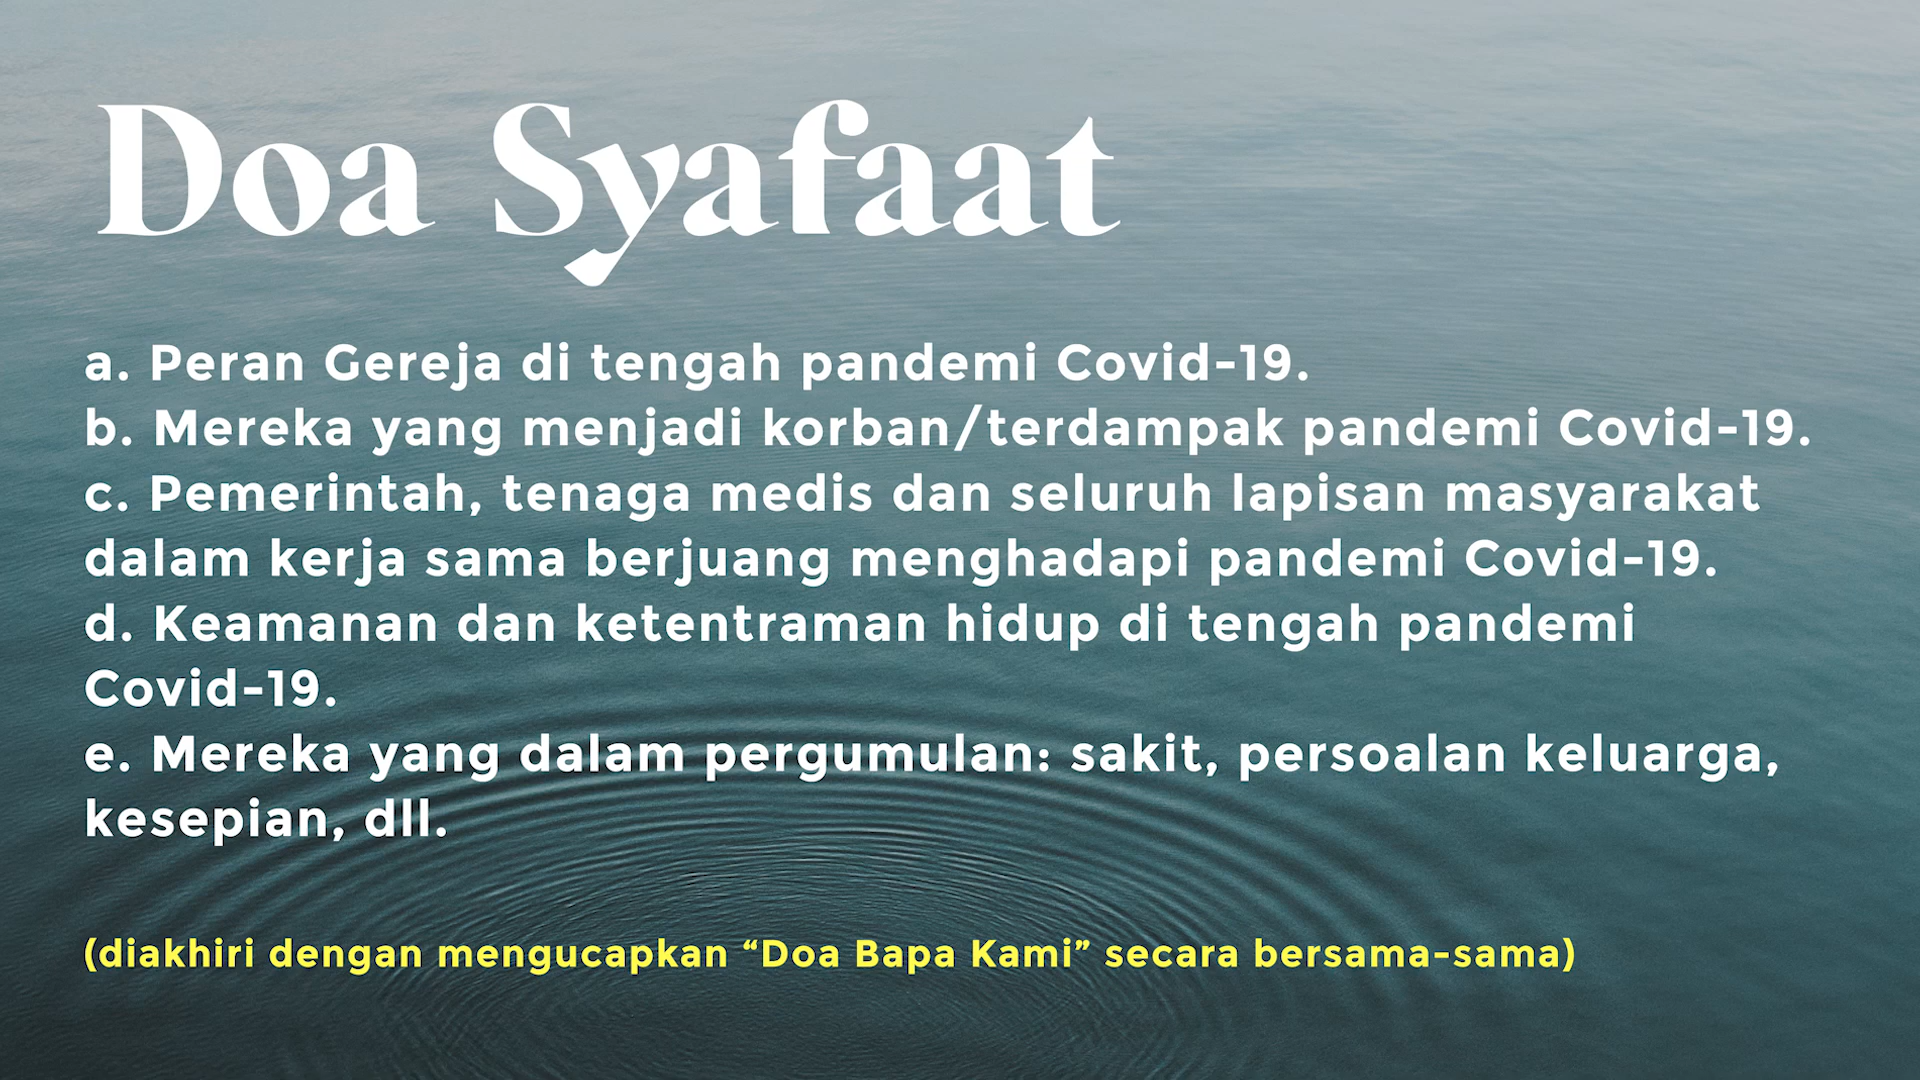 Doa Syafaat
a. Peran Gereja di tengah pandemi Covid-19.
b. Mereka yang menjadi korban/terdampak pandemi Covid-19.
c. Pemerintah, tenaga medis dan seluruh lapisan masyarakat
dalam kerja sama berjuang menghadapi pandemi Covid-19.
d. Keamanan dan ketentraman hidup di tengah pandemi
Covid-19.
e. Mereka yang dalam pergumulan: sakit, persoalan keluarga,
kesepian, dll.
(diakhiri dengan mengucapkan “Doa Bapa Kami” secara bersama-sama)